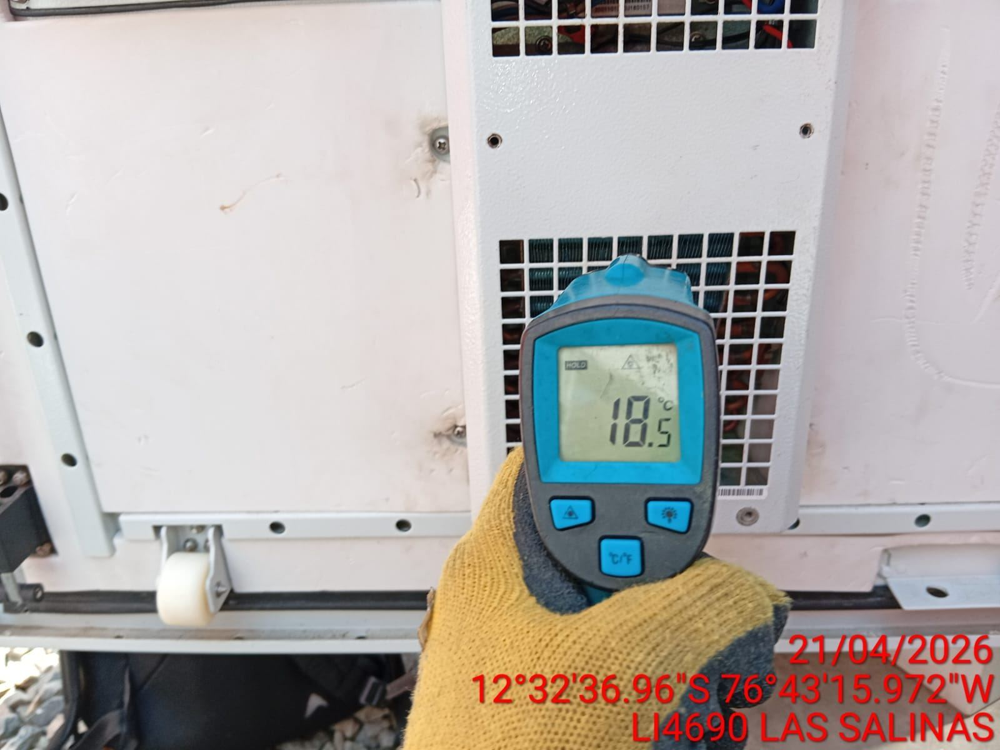 HOLD
°C
18.5
°C/°F
21/04/2026
12°32'36.96"S 76°43'15.972"W
LI4690 LAS SALINAS